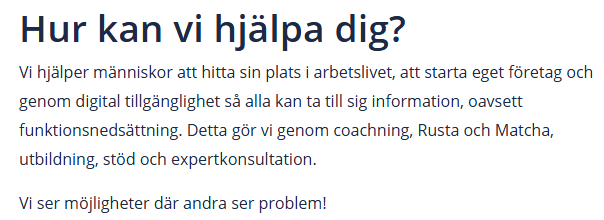 Hur kan vi hjälpa dig?
Vi hjälper människor att hitta sin plats i arbetslivet, att starta eget företag och
genom digital tillgänglighet så alla kan ta till sig information, oavsett
funktionsnedsättning. Detta gör vi genom coachning, Rusta och Matcha,
utbildning, stöd och expertkonsultation.
Vi ser möjligheter där andra ser problem!